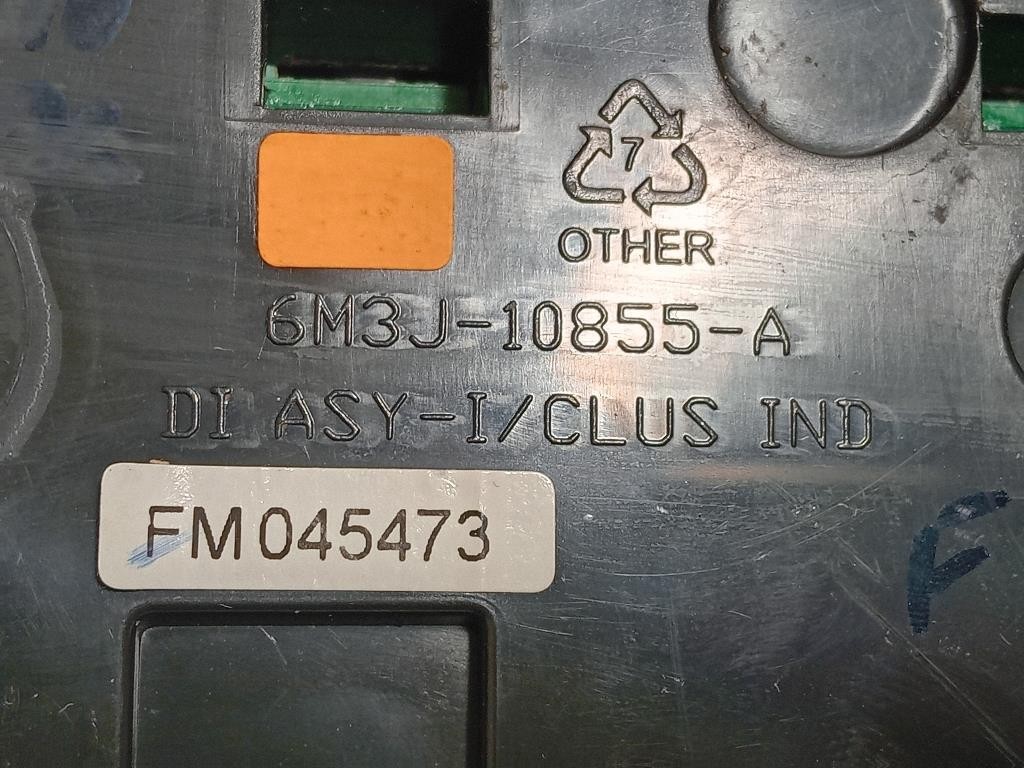 7
OTHER
6M3J-10855-A
DI ASY-I/CLUS IND
FM045473
F